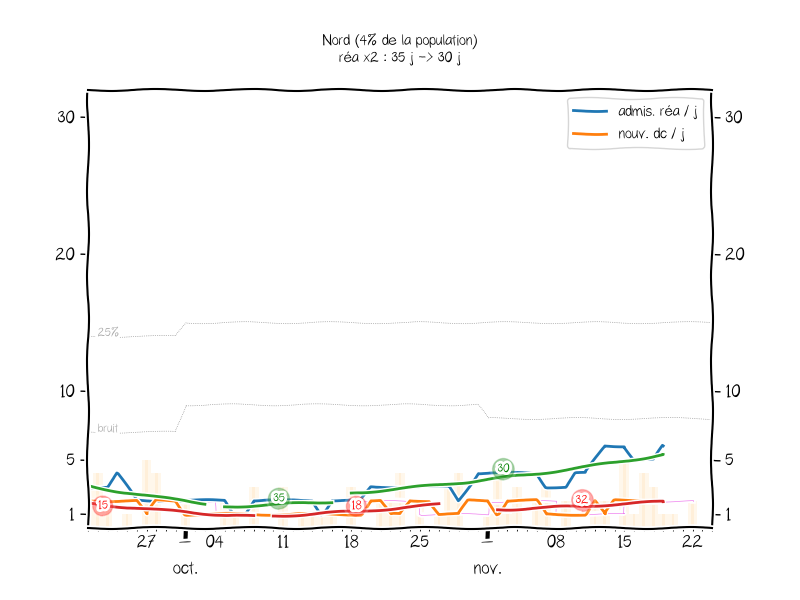 Nord (4% de la population)
réa x2 : 35 j -> 30 j
admis. réa / j
nouv. dc / j
30 30
20 20
25%
10 10
bruit
5 5
30
35
15 18 32
1 1
27 04 11 18 25 08 15 22
oct. nov.